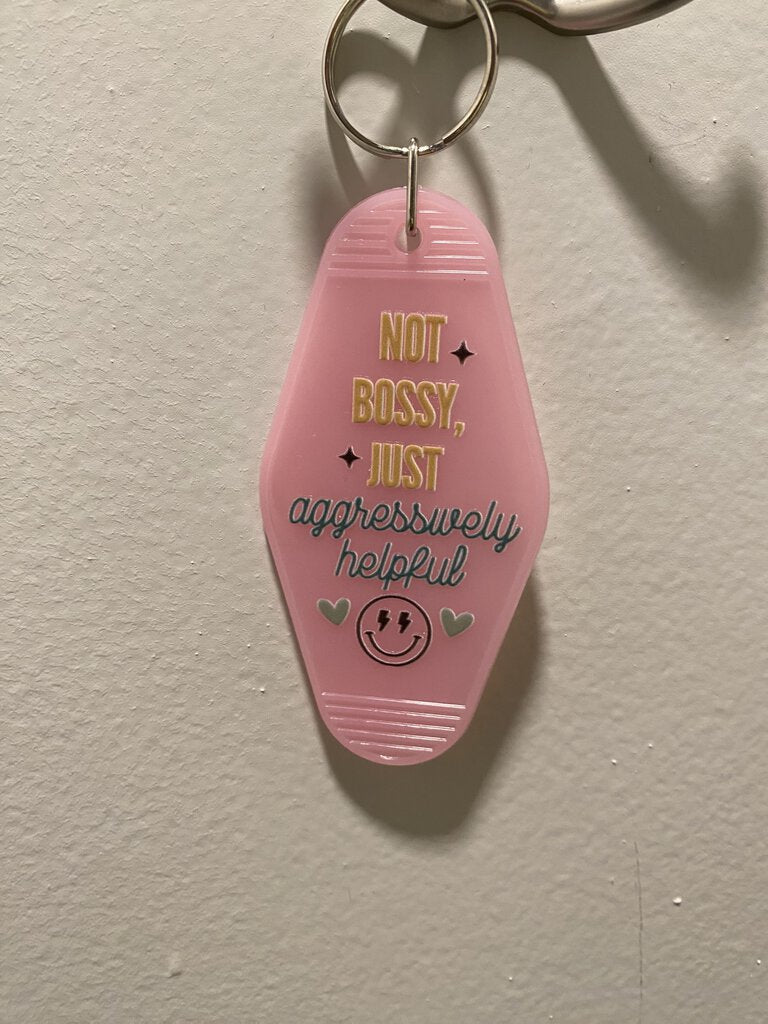 NOT
BOSSY,
JUST
aggressively
helpful